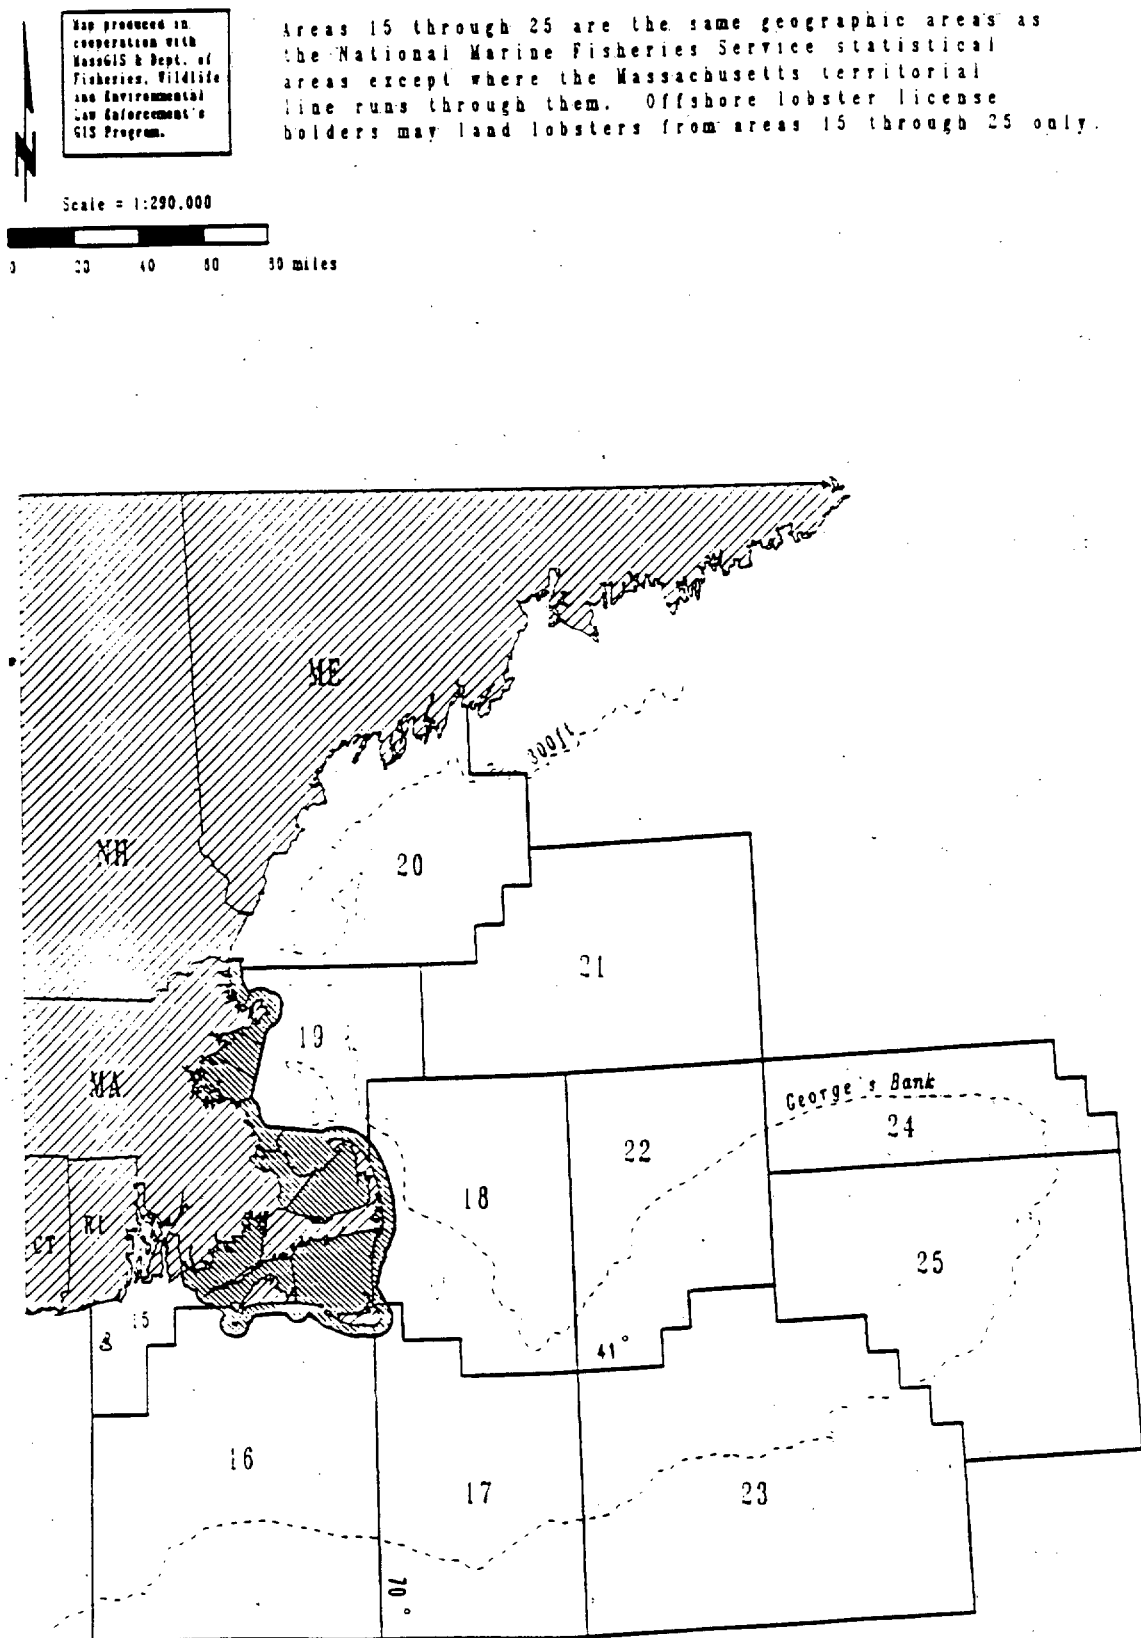 Map produced in
cooperation with
MassGIS & Dept. of
Fisheries, Wildlife
and Environmental
Law Enforcement's
GIS Program.
Areas 15 through 25 are the same geographic areas as
the National Marine Fisheries Service statistical
areas except where the Massachusetts territorial
line runs through them. Offshore lobster license
holders may land lobsters from areas 15 through 25 only.
N
Scale = 1:290,000
0 20 40 60 80 miles
ME
300ft
NH
20
21
19
MA
George's Bank
24
22
18
RI
CT
25
15
41°
16
17
23
70°